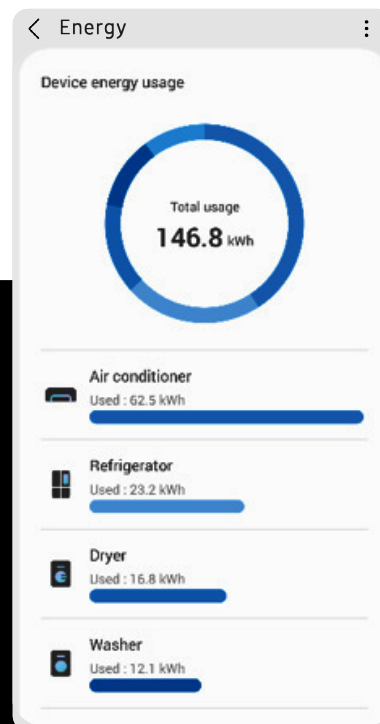 Energy
Device energy usage
Total usage
146.8 kWh
Air conditioner
Used : 62.5 kWh
Refrigerator
Used : 23.2 kWh
Dryer
Used : 16.8 kWh
Washer
Used : 12.1 kWh